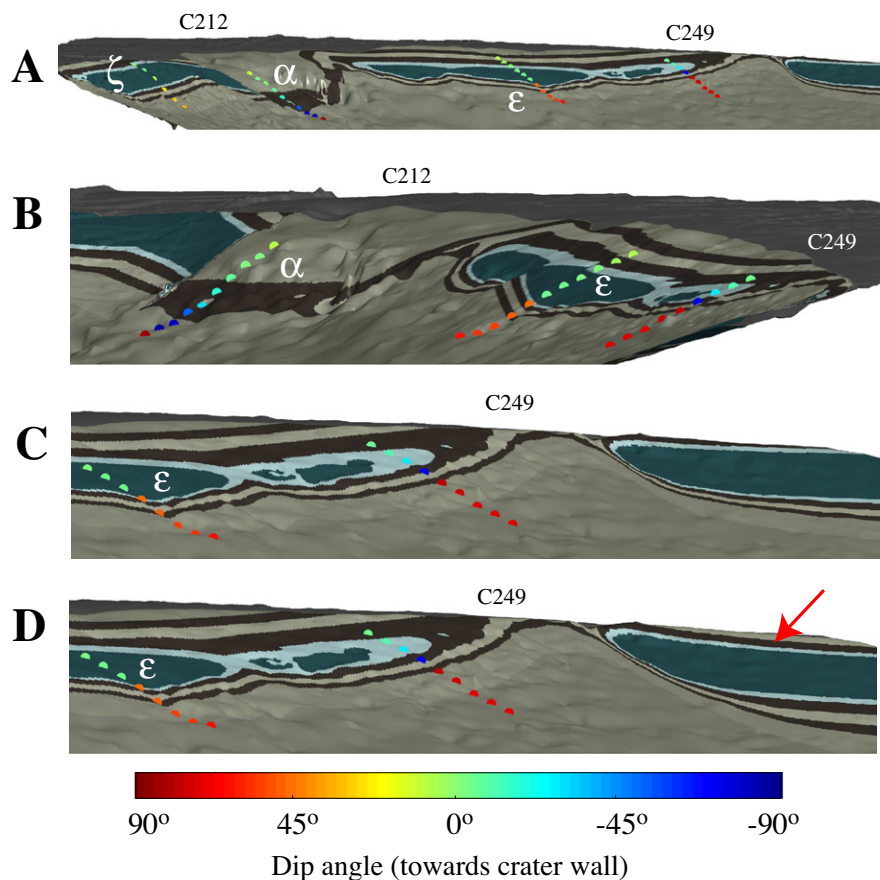 C212 C249
A ζ α ε
C212
B C249
α ε
C249
C ε
C249
D ε
90° 45° 0° -45° -90°
Dip angle (towards crater wall)